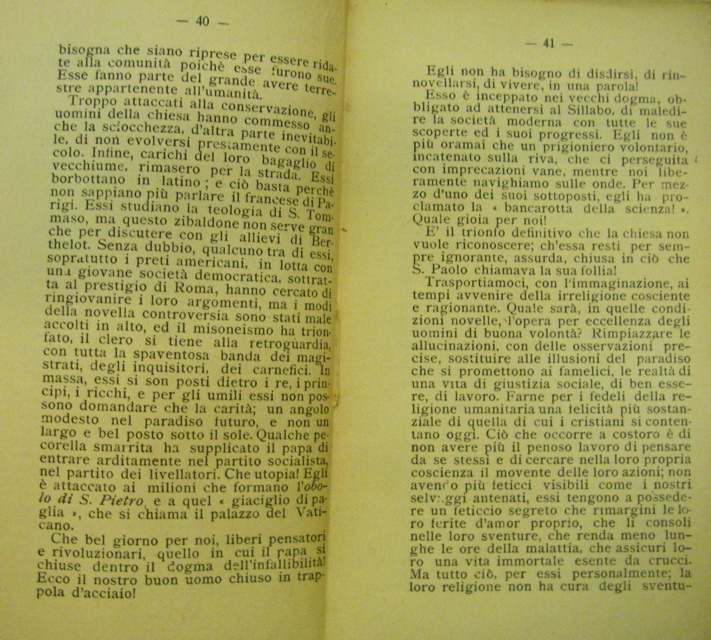 — 40 —
bisogna che siano riprese per essere rida-
te alla comunità poichè esse furono sue.
Esse fanno parte del grande avere terre-
stre appartenente all'umanità.
Troppo attaccati alla conservazione, gli
uomini della chiesa hanno commesso an-
che la sciocchezza, d'altra parte inevitabi-
le, di non evolversi prestamente con il se-
colo. Infine, carichi del loro bagaglio di
vecchiume, rimasero per la strada. Essi
borbottano in latino; e ciò basta perchè
non sappiano più parlare il francese di Pa-
rigi. Essi studiano la teologia di S. Tom-
maso, ma questo zibaldone non serve gran
che per discutere con gli allievi di Ber-
thelot. Senza dubbio, qualcuno tra di essi,
sopratutto i preti americani, in lotta con
una giovane società democratica, sottrat-
ta al prestigio di Roma, hanno cercato di
ringiovanire i loro argomenti, ma i modi
della novella controversia sono stati male
accolti in alto, ed il misoneismo ha trion-
fato, il clero si tiene alla retroguardia,
con tutta la spaventosa banda dei magi-
strati, degli inquisitori, dei carnefici. In
massa, essi si son posti dietro i re, i prin-
cipi, i ricchi, e per gli umili essi non pos-
sono domandare che la carità; un angolo
modesto nel paradiso futuro, e non un
largo e bel posto sotto il sole. Qualche pe-
corella smarrita ha supplicato il papa di
entrare arditamente nel partito socialista,
nel partito dei livellatori. Che utopia! Egli
è attaccato ai milioni che formano l'obo-
lo di S. Pietro, e a quel « giaciglio di pa-
glia », che si chiama il palazzo del Vati-
cano.
Che bel giorno per noi, liberi pensatori
e rivoluzionari, quello in cui il papa si
chiuse dentro il dogma dell'infallibilità!
Ecco il nostro buon uomo chiuso in trap-
pola d'acciaio!
— 41 —
Egli non ha bisogno di disdirsi, di rin-
novellarsi, di vivere, in una parola!
Esso è inceppato nei vecchi dogma, ob-
bligato ad attenersi al Sillabo, di maledi-
re la società moderna con tutte le sue
scoperte ed i suoi progressi. Egli non è
più oramai che un prigioniero volontario,
incatenato sulla riva, che ci perseguita
con imprecazioni vane, mentre noi libe-
ramente navighiamo sulle onde. Per mez-
zo d'uno dei suoi sottoposti, egli ha pro-
clamato la « bancarotta della scienza! ».
Quale gioia per noi!
E' il trionfo definitivo che la chiesa non
vuole riconoscere; ch'essa resti per sem-
pre ignorante, assurda, chiusa in ciò che
S. Paolo chiamava la sua follia!
Trasportiamoci, con l'immaginazione, ai
tempi avvenire della irreligione cosciente
e ragionante. Quale sarà, in quelle condi-
zioni novelle, l'opera per eccellenza degli
uomini di buona volontà? Rimpiazzare le
allucinazioni, con delle osservazioni pre-
cise, sostituire alle illusioni del paradiso
che si promettono ai famelici, le realtà di
una vita di giustizia sociale, di ben esse-
re, di lavoro. Farne per i fedeli della re-
ligione umanitaria una felicità più sostan-
ziale di quella di cui i cristiani si conten-
tano oggi. Ciò che occorre a costoro è di
non avere più il penoso lavoro di pensare
da se stessi e di cercare nella loro propria
coscienza il movente delle loro azioni; non
avendo più feticci visibili come i nostri
selvaggi antenati, essi tengono a possede-
re un feticcio segreto che rimargini le lo-
ro ferite d'amor proprio, che li consoli
nelle loro sventure, che renda meno lun-
ghe le ore della malattia, che assicuri lo-
ro una vita immortale esente da crucci.
Ma tutto ciò, per essi personalmente; la
loro religione non ha cura degli sventu-